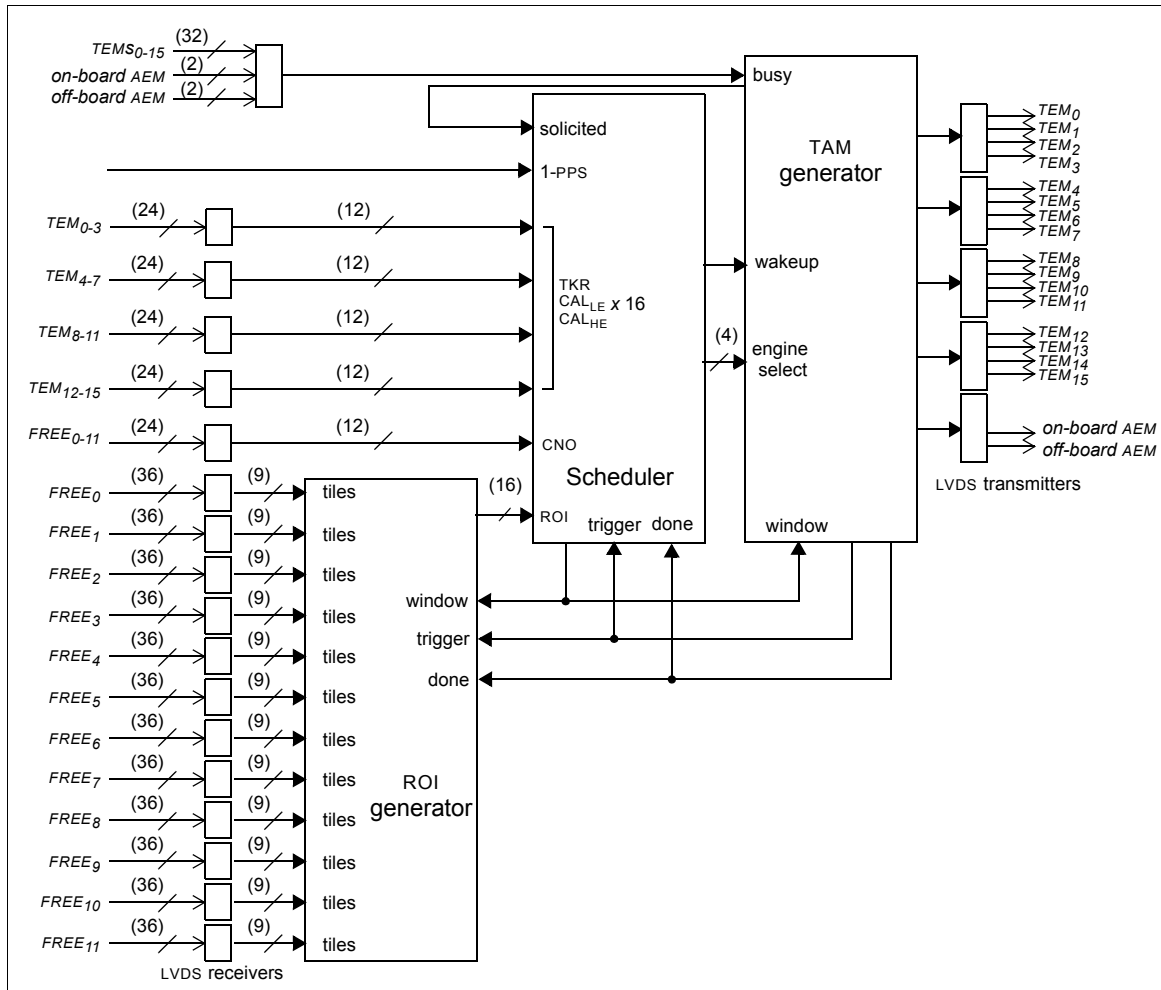 TEMs0-15 (32)
on-board AEM (2)
off-board AEM (2)
busy
solicited
TAM generator
1-PPS
TEM0
TEM1
TEM2
TEM3
TEM4
TEM5
TEM6
TEM7
TEM8
TEM9
TEM10
TEM11
TEM12
TEM13
TEM14
TEM15
on-board AEM
off-board AEM
LVDS transmitters
TEM0-3 (24) (12)
TEM4-7 (24) (12)
TEM8-11 (24) (12)
TEM12-15 (24) (12)
FREE0-11 (24) (12)
TKR
CALLE x 16
CALHE
CNO
Scheduler
wakeup
(4)
engine
select
(16)
ROI
trigger done
window
FREE0 (36) (9) tiles
FREE1 (36) (9) tiles
FREE2 (36) (9) tiles
FREE3 (36) (9) tiles
FREE4 (36) (9) tiles
FREE5 (36) (9) tiles
FREE6 (36) (9) tiles
FREE7 (36) (9) tiles
FREE8 (36) (9) tiles
FREE9 (36) (9) tiles
FREE10 (36) (9) tiles
FREE11 (36) (9) tiles
window
trigger
done
ROI
generator
LVDS receivers